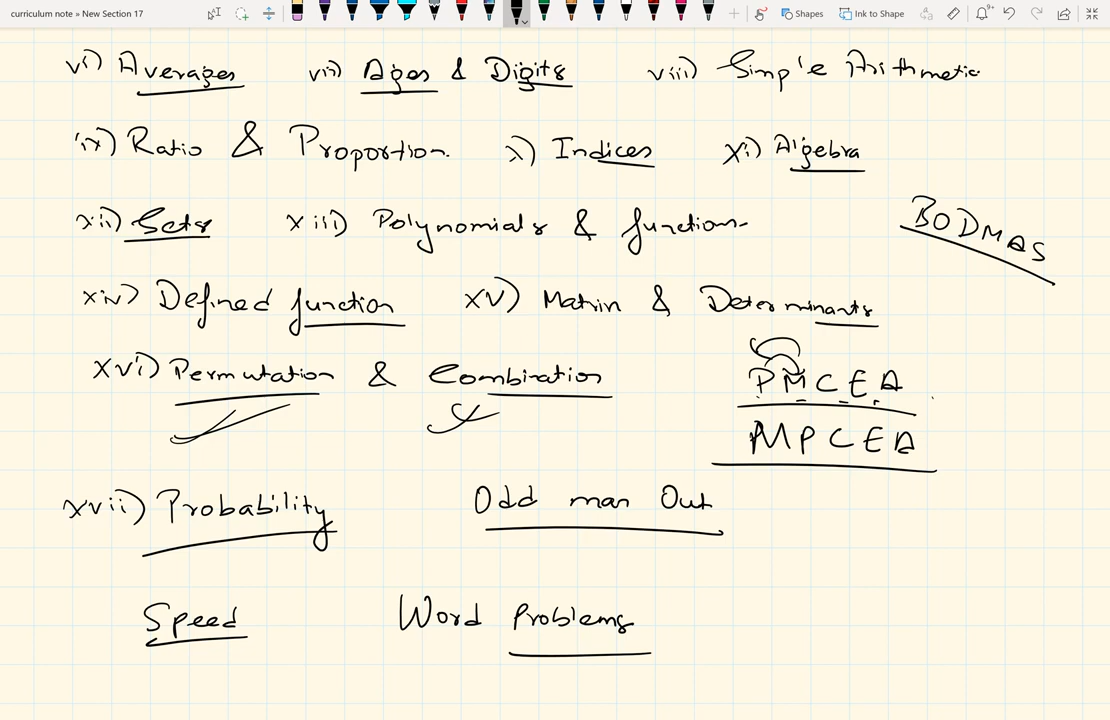 curriculum note » New Section 17
Shapes Ink to Shape 9+
vi) Averages vii) Ages & Digits viii) Simple Arithmetic
ix) Ratio & Proportion. x) Indices xi) Algebra
xii) Sets xiii) Polynomials & functions
BODMAS
xiv) Defined function xv) Matrix & Determinants
xvi) Permutation & Combination
PMCEA
MPCEA
xvii) Probability Odd man Out
Speed Word Problems